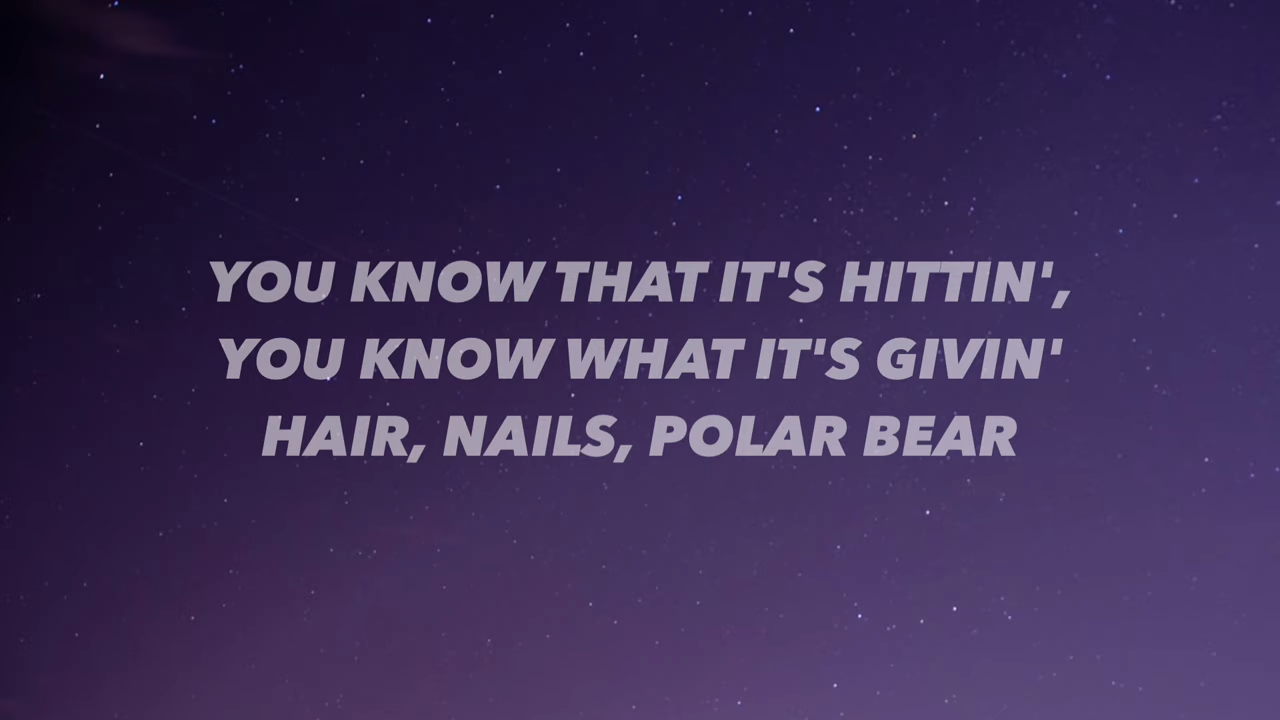 YOU KNOW THAT IT'S HITTIN',
YOU KNOW WHAT IT'S GIVIN'
HAIR, NAILS, POLAR BEAR